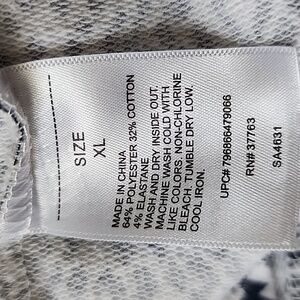 SIZE
XL
MADE IN CHINA
64% POLYESTER 32% COTTON
4% ELASTANE
WASH AND DRY INSIDE OUT.
MACHINE WASH COLD WITH
LIKE COLORS. NON-CHLORINE
BLEACH. TUMBLE DRY LOW.
COOL IRON.
UPC# 798866479066
RN# 37763
SA4631